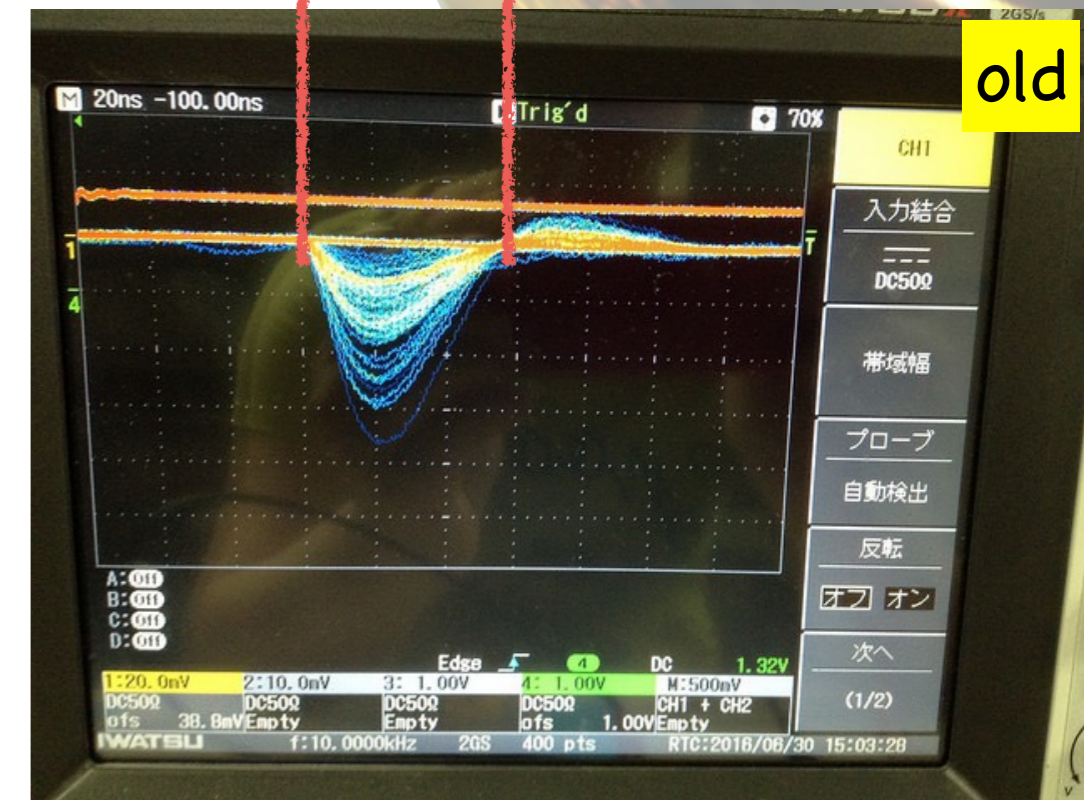 2GS/s
old
M 20ns -100.00ns
Trig'd
70%
CH1
入力結合
DC50Ω
帯域幅
プローブ
自動検出
反転
オフ オン
次へ
(1/2)
1
4
T
A:Off
B:Off
C:Off
D:Off
Edge 4 DC 1.32V
1:20.0mV 2:10.0mV 3: 1.00V 4: 1.00V M:500mV
DC50Ω DC50Ω DC50Ω DC50Ω CH1 + CH2
ofs 38.8mV Empty Empty ofs 1.00V Empty
IWATSU f:10.0000kHz 2GS 400 pts RTC:2016/06/30 15:03:28
V